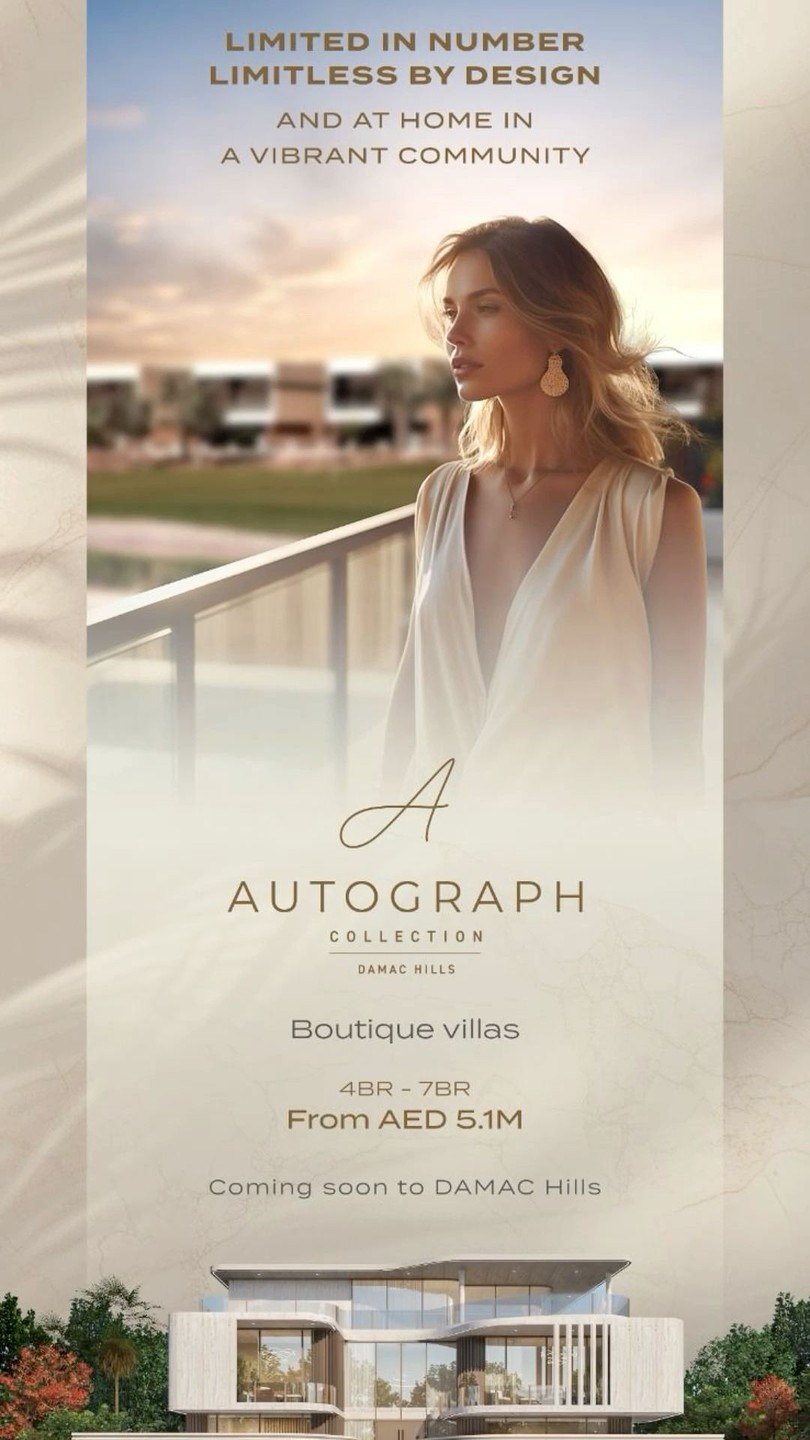 LIMITED IN NUMBER
LIMITLESS BY DESIGN
AND AT HOME IN
A VIBRANT COMMUNITY
A
AUTOGRAPH
COLLECTION
DAMAC HILLS
Boutique villas
4BR - 7BR
From AED 5.1M
Coming soon to DAMAC Hills